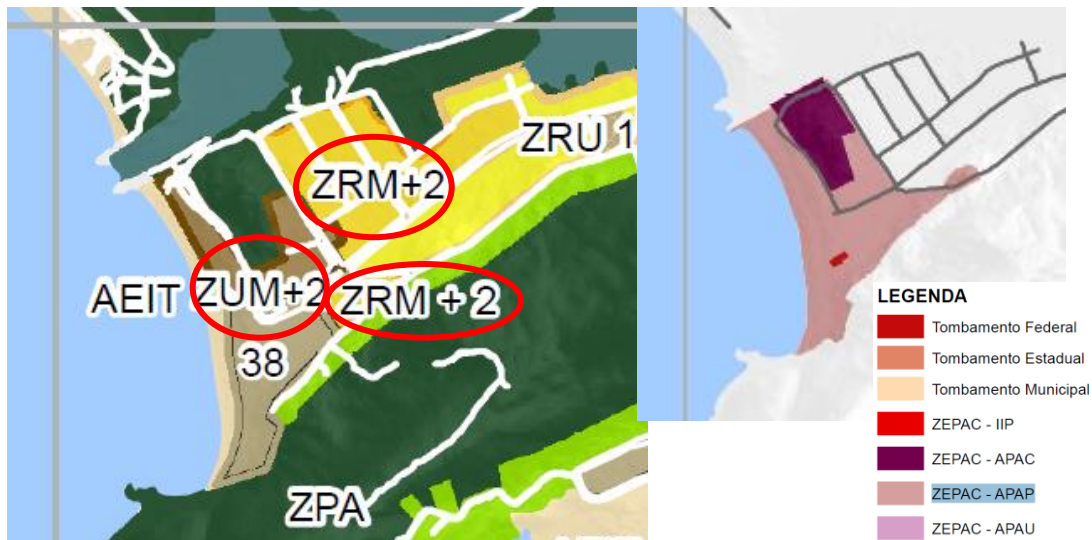 ZRU 1
ZRM+2
AEIT ZUM+2 ZRM + 2
38
ZPA
LEGENDA
Tombamento Federal
Tombamento Estadual
Tombamento Municipal
ZEPAC - IIP
ZEPAC - APAC
ZEPAC - APAP
ZEPAC - APAU